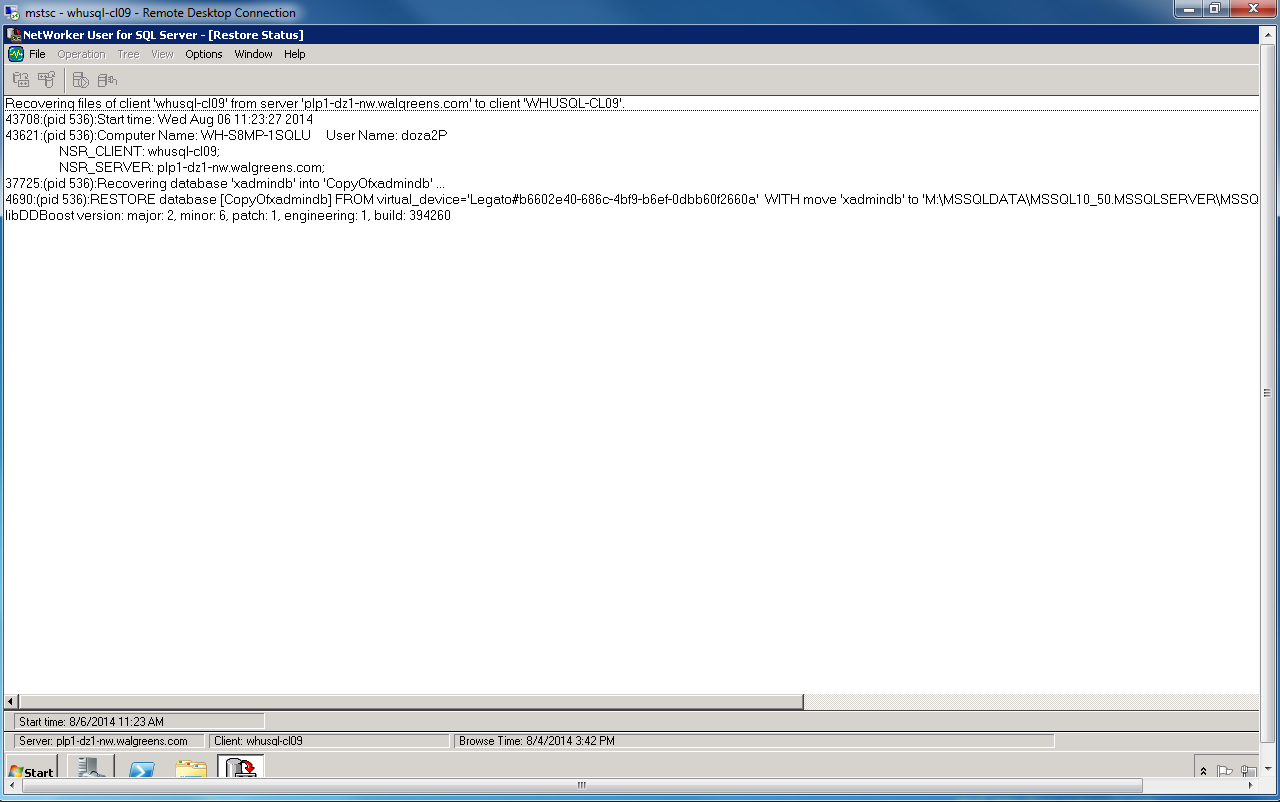 mstsc - whusql-cl09 - Remote Desktop Connection
NetWorker User for SQL Server - [Restore Status]
File Operation Tree View Options Window Help
Recovering files of client 'whusql-cl09' from server 'plp1-dz1-nw.walgreens.com' to client 'WHUSQL-CL09'.
43708:(pid 536):Start time: Wed Aug 06 11:23:27 2014
43621:(pid 536):Computer Name: WH-S8MP-1SQLU User Name: doza2P
NSR_CLIENT: whusql-cl09;
NSR_SERVER: plp1-dz1-nw.walgreens.com;
37725:(pid 536):Recovering database 'xadmindb' into 'CopyOfxadmindb' ...
4690:(pid 536):RESTORE database [CopyOfxadmindb] FROM virtual_device='Legato#b6602e40-686c-4bf9-b6ef-0dbb60f2660a' WITH move 'xadmindb' to 'M:\MSSQLDATA\MSSQL10_50.MSSQLSERVER\MSSQ
libDDBoost version: major: 2, minor: 6, patch: 1, engineering: 1, build: 394260
Start time: 8/6/2014 11:23 AM
Server: plp1-dz1-nw.walgreens.com Client: whusql-cl09 Browse Time: 8/4/2014 3:42 PM
Start